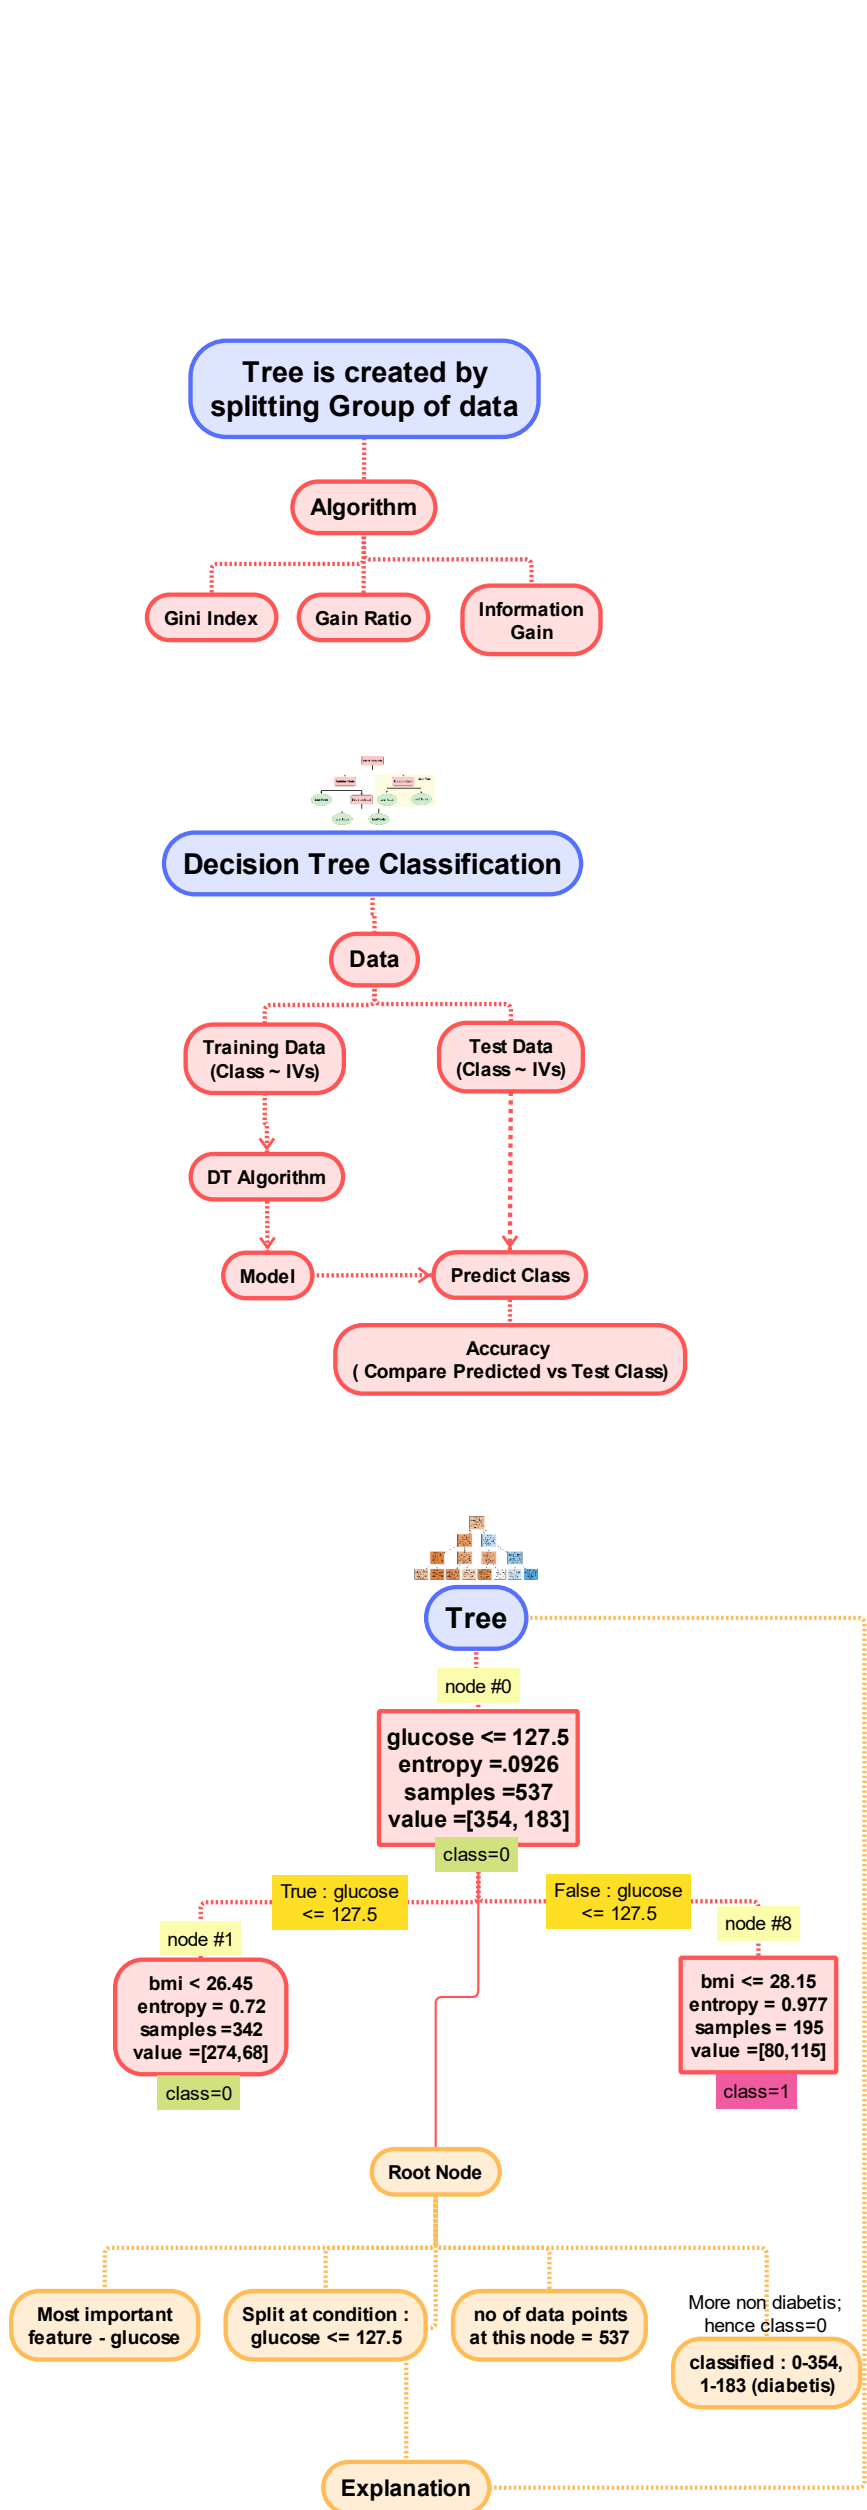 Tree is created by
splitting Group of data
Algorithm
Gini Index
Gain Ratio
Information
Gain
Decision Tree Classification
Data
Training Data
(Class ~ IVs)
Test Data
(Class ~ IVs)
DT Algorithm
Model
Predict Class
Accuracy
( Compare Predicted vs Test Class)
Tree
node #0
glucose <= 127.5
entropy =.0926
samples =537
value =[354, 183]
class=0
True : glucose
<= 127.5
False : glucose
<= 127.5
node #1
bmi < 26.45
entropy = 0.72
samples =342
value =[274,68]
class=0
node #8
bmi <= 28.15
entropy = 0.977
samples = 195
value =[80,115]
class=1
Root Node
Most important
feature - glucose
Split at condition :
glucose <= 127.5
no of data points
at this node = 537
More non diabetis;
hence class=0
classified : 0-354,
1-183 (diabetis)
Explanation